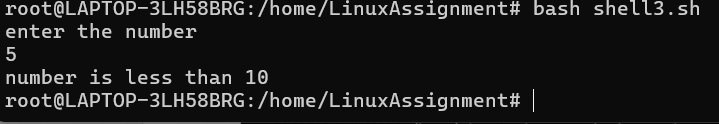 root@LAPTOP-3LH58BRG:/home/LinuxAssignment# bash shell3.sh
enter the number
5
number is less than 10
root@LAPTOP-3LH58BRG:/home/LinuxAssignment#